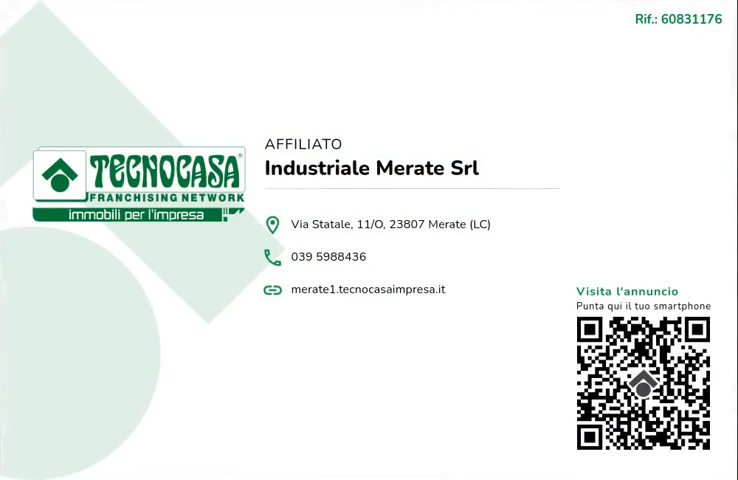 Rif.: 60831176
AFFILIATO
Industriale Merate Srl
TECNOCASA®
FRANCHISING NETWORK
immobili per l'impresa
Via Statale, 11/O, 23807 Merate (LC)
039 5988436
merate1.tecnocasaimpresa.it
Visita l'annuncio
Punta qui il tuo smartphone